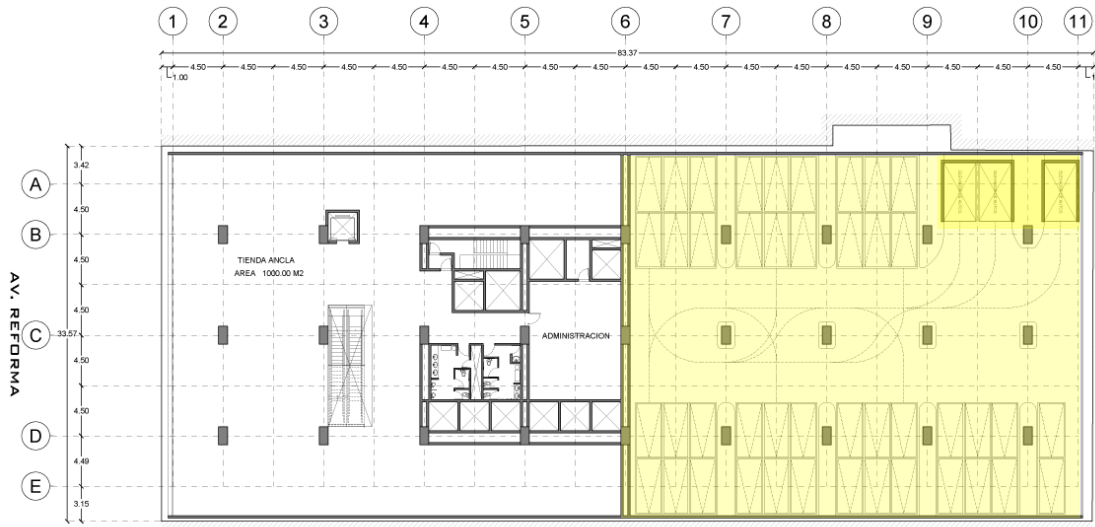 1 2 3 4 5 6 7 8 9 10 11
83.37
4.50 4.50 4.50 4.50 4.50 4.50 4.50 4.50 4.50 4.50 4.50 4.50 4.50 4.50 4.50 4.50 4.50 4.50
1.00
3.42
A
4.50
B
TIENDA ANCLA
AREA 1000.00 M2
4.50
4.50
C
33.57
ADMINISTRACION
AV. REFORMA
4.50
4.50
D
4.49
E
3.15